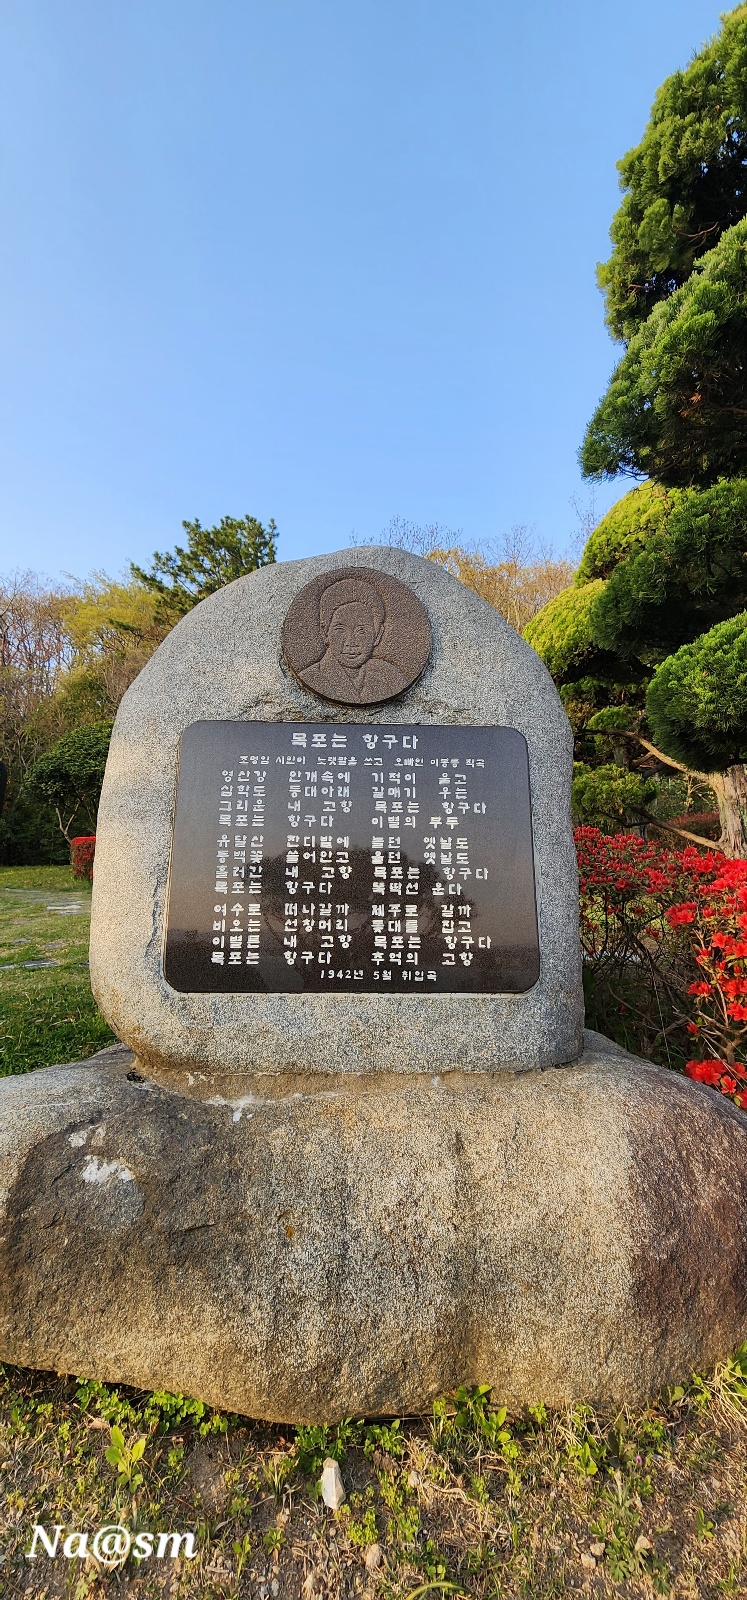 목포는 항구다
조명암 시인이 노랫말을 쓰고 오빠인 이봉룡 작곡
영산강 안개속에 기적이 울고
삼학도 등대아래 갈매기 우는
그리운 내 고향 목포는 항구다
목포는 항구다 이별의 부두
유달산 잔디밭에 놀던 옛날도
동백꽃 쓸어안고 울던 옛날도
흘러간 내 고향 목포는 항구다
목포는 항구다 똑딱선 운다
여수로 떠나갈까 제주로 갈까
비오는 선창머리 돛대를 잡고
이별튼 내 고향 목포는 항구다
목포는 항구다 추억의 고향
1942년 5월 취입곡
Na@sm